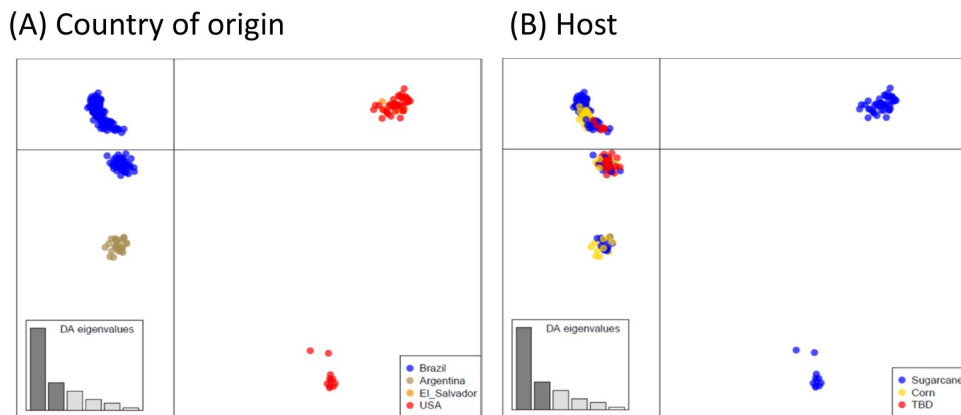 (A) Country of origin
(B) Host
DA eigenvalues
Brazil
Argentina
El_Salvador
USA
DA eigenvalues
Sugarcane
Corn
TBD